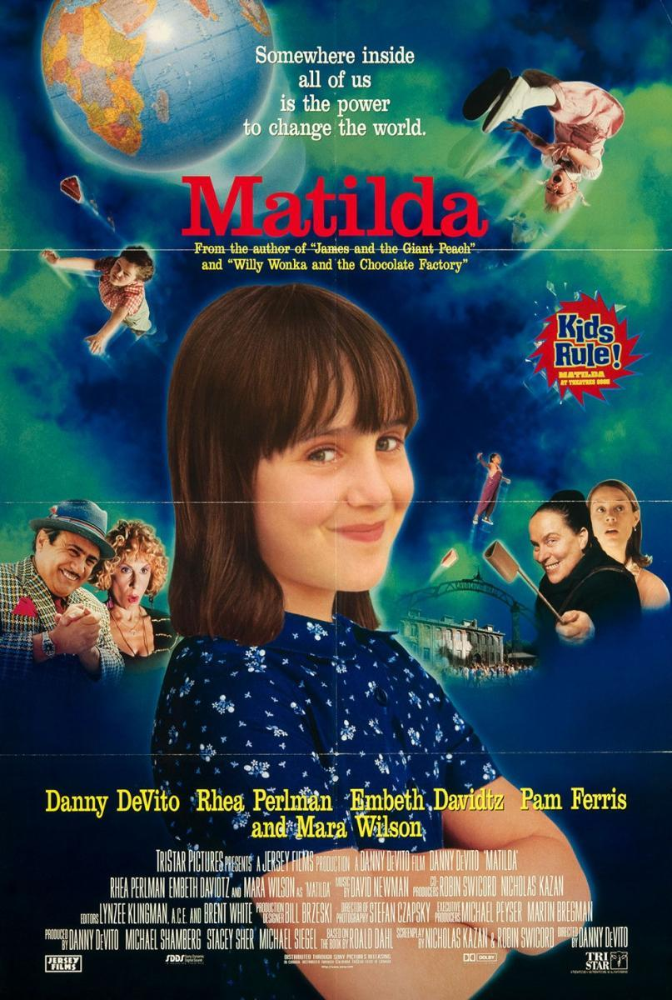 Somewhere inside
all of us
is the power
to change the world.
Matilda
From the author of "James and the Giant Peach"
and "Willy Wonka and the Chocolate Factory"
Kids
Rule!
MATILDA
AT THEATRES SOON
Danny DeVito Rhea Perlman Embeth Davidtz Pam Ferris
and Mara Wilson
TRISTAR PICTURES PRESENTS A JERSEY FILMS PRODUCTION A DANNY DEVITO FILM DANNY DEVITO 'MATILDA'
RHEA PERLMAN EMBETH DAVIDTZ AND MARA WILSON AS 'MATILDA' MUSIC BY DAVID NEWMAN CO-PRODUCERS ROBIN SWICORD NICHOLAS KAZAN
EDITORS LYNZEE KLINGMAN, A.C.E. AND BRENT WHITE PRODUCTION DESIGNER BILL BRZESKI DIRECTOR OF PHOTOGRAPHY STEFAN CZAPSKY EXECUTIVE PRODUCERS MICHAEL PEYSER MARTIN BREGMAN
PRODUCED BY DANNY DEVITO MICHAEL SHAMBERG STACEY SHER MICHAEL SIEGEL BASED ON THE BOOK BY ROALD DAHL SCREENPLAY BY NICHOLAS KAZAN & ROBIN SWICORD DIRECTED BY DANNY DEVITO
JERSEY
FILMS
SDDS Sony Dynamic
Digital Sound
DISTRIBUTED THROUGH SONY PICTURES RELEASING
DOLBY
TRI
STAR